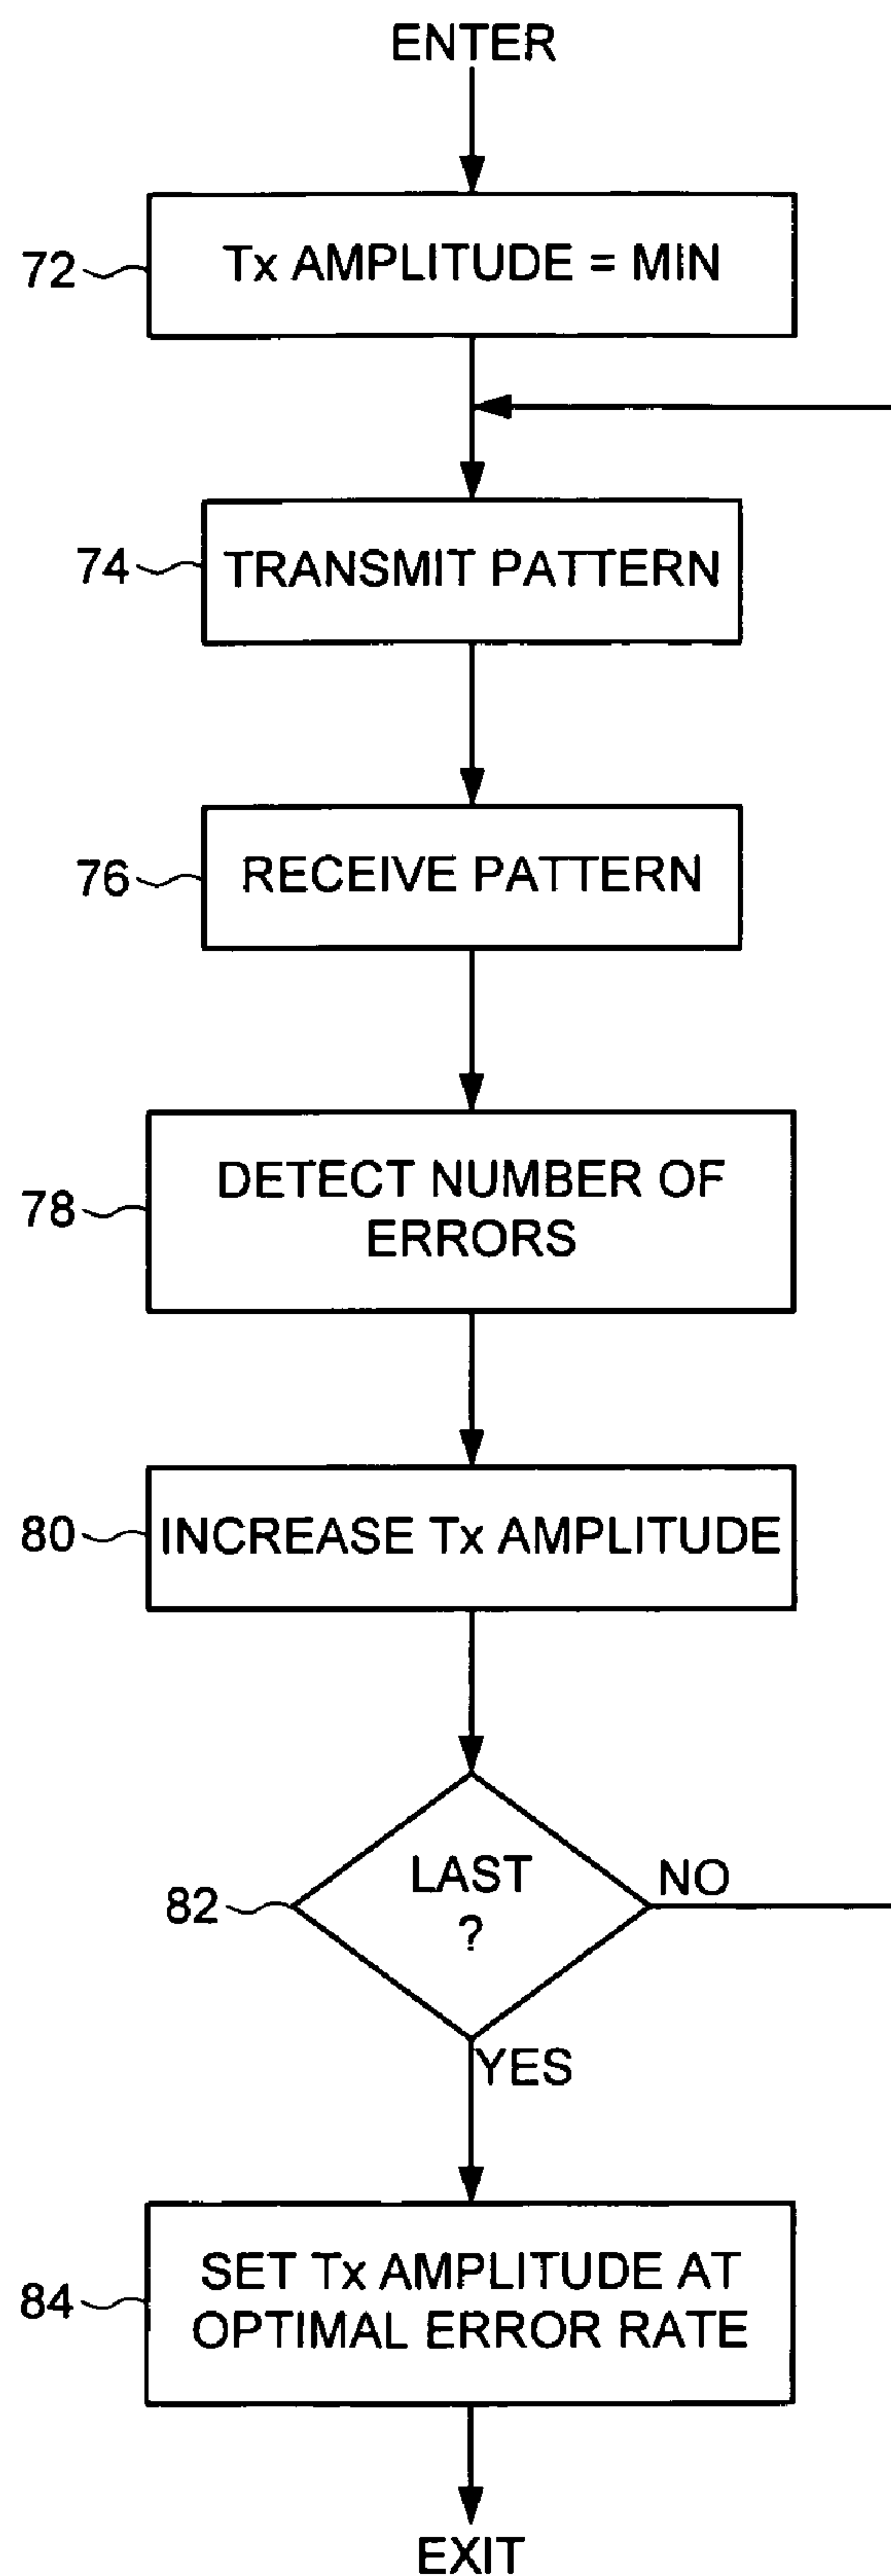 ENTER
72
Tx AMPLITUDE = MIN
74
TRANSMIT PATTERN
76
RECEIVE PATTERN
78
DETECT NUMBER OF
ERRORS
80
INCREASE Tx AMPLITUDE
82
LAST
?
NO
YES
84
SET Tx AMPLITUDE AT
OPTIMAL ERROR RATE
EXIT